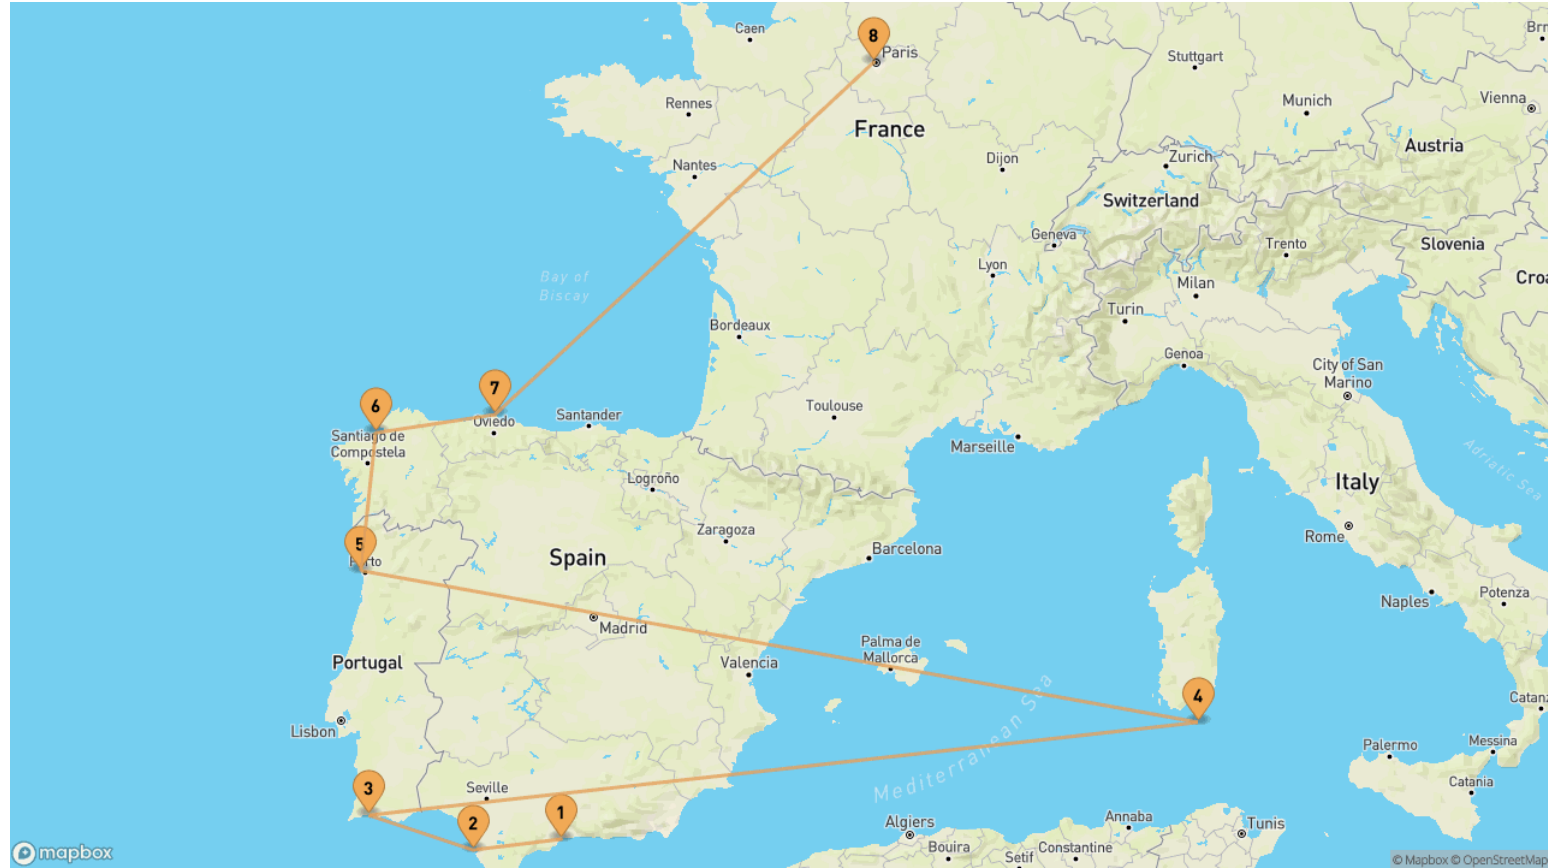 Caen
8
Paris
Stuttgart
Brn
Vienna
Munich
Rennes
France
Austria
Dijon
Zurich
Nantes
Switzerland
Geneva
Slovenia
Trento
Lyon
Bay of
Biscay
Milan
Croa
Turin
Bordeaux
Genoa
City of San
Marino
7
6
Toulouse
Santander
Oviedo
Santiago de
Compostela
Marseille
Adriatic Sea
Logroño
Italy
Zaragoza
Rome
5
Barcelona
Spain
Porto
Potenza
Naples
Madrid
Palma de
Mallorca
Portugal
Valencia
4
Catanz
Mediterranean Sea
Lisbon
Messina
Palermo
3
Seville
Catania
1
2
Algiers
Annaba
Tunis
Bouira
Constantine
Setif
mapbox
© Mapbox © OpenStreetMap